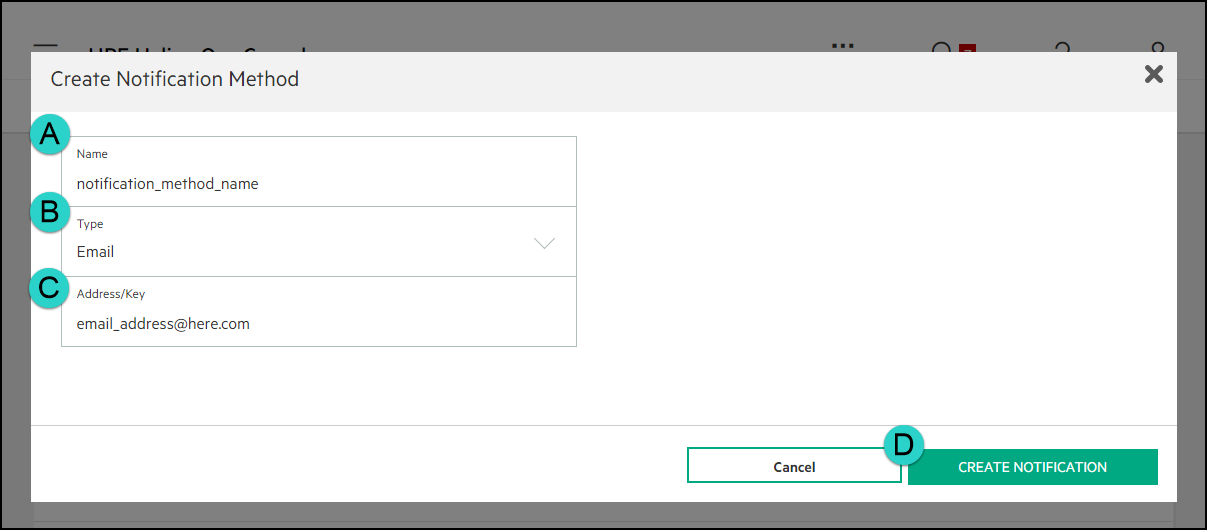 Create Notification Method
A
Name
notification_method_name
B
Type
Email
C
Address/Key
email_address@here.com
D
Cancel
CREATE NOTIFICATION